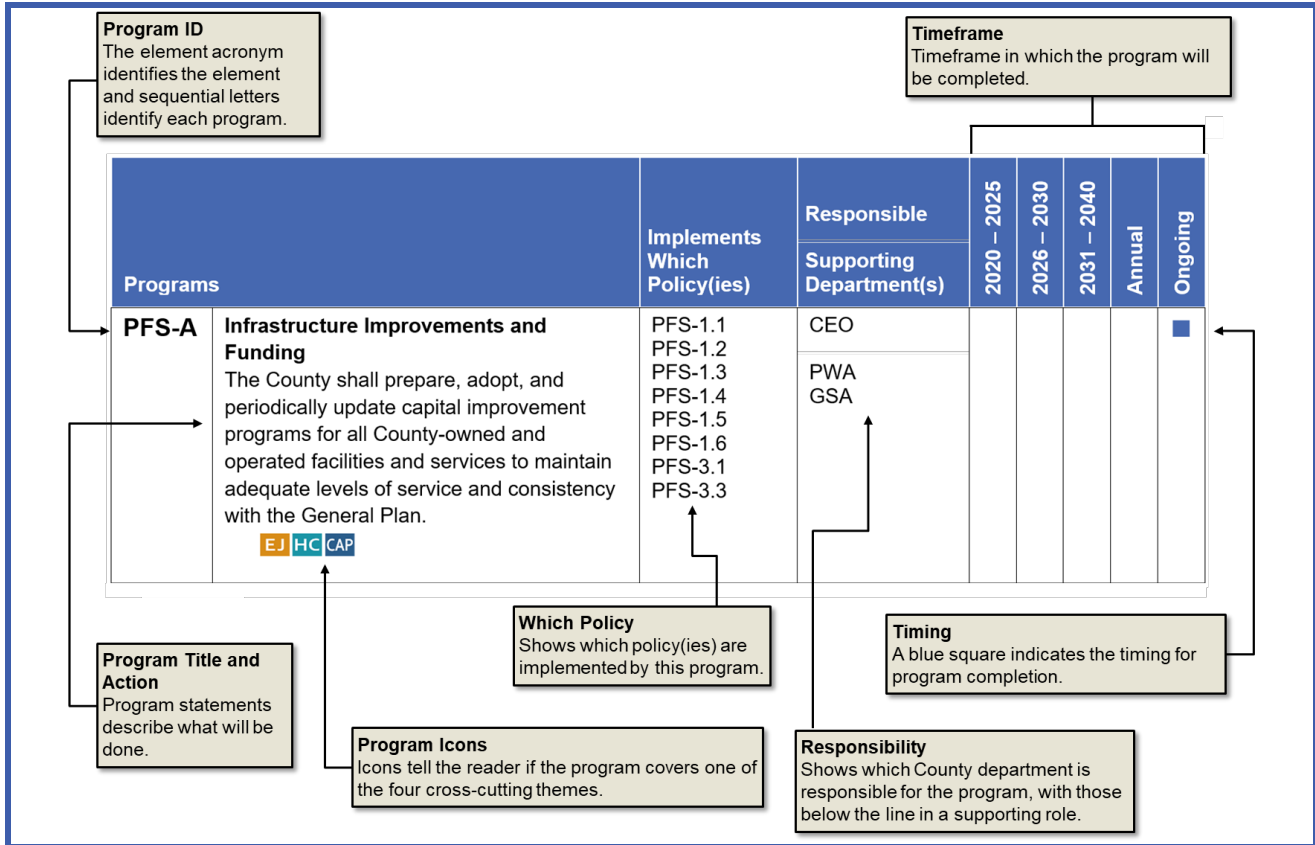 Program ID
The element acronym
identifies the element
and sequential letters
identify each program.
Timeframe
Timeframe in which the program will
be completed.
Programs
Implements
Which
Policy(ies)
Responsible
Supporting
Department(s)
2020 – 2025
2026 – 2030
2031 – 2040
Annual
Ongoing
PFS-A
Infrastructure Improvements and
Funding
The County shall prepare, adopt, and
periodically update capital improvement
programs for all County-owned and
operated facilities and services to maintain
adequate levels of service and consistency
with the General Plan.
EJ HC CAP
PFS-1.1
PFS-1.2
PFS-1.3
PFS-1.4
PFS-1.5
PFS-1.6
PFS-3.1
PFS-3.3
CEO
PWA
GSA
Which Policy
Shows which policy(ies) are
implemented by this program.
Timing
A blue square indicates the timing for
program completion.
Program Title and
Action
Program statements
describe what will be
done.
Program Icons
Icons tell the reader if the program covers one of
the four cross-cutting themes.
Responsibility
Shows which County department is
responsible for the program, with those
below the line in a supporting role.